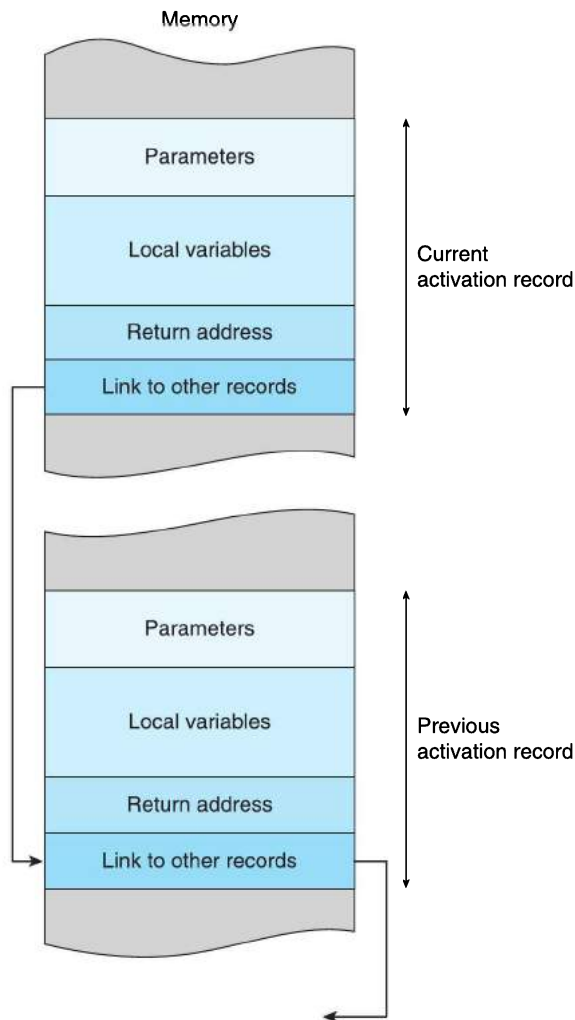 Memory
Parameters
Local variables
Current
activation record
Return address
Link to other records
Parameters
Local variables
Previous
activation record
Return address
Link to other records